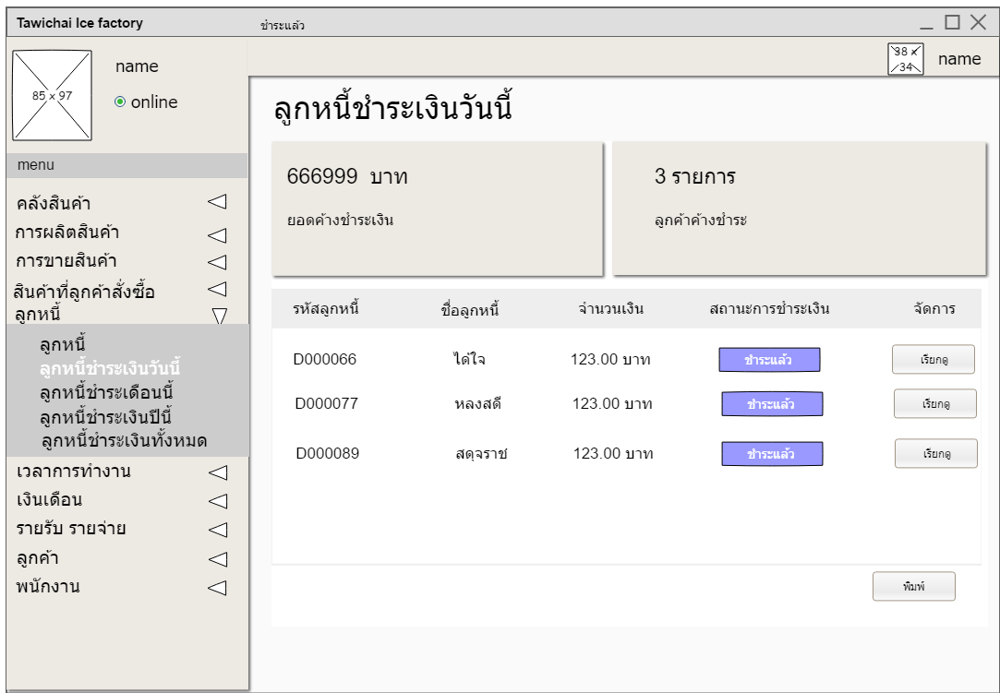 Tawichai Ice factory
ชำระแล้ว
name
85 x 97
online
38 x 34
name
menu
คลังสินค้า
การผลิตสินค้า
การขายสินค้า
สินค้าที่ลูกค้าสั่งซื้อ
ลูกหนี้
ลูกหนี้
ลูกหนี้ชำระเงินวันนี้
ลูกหนี้ชำระเดือนนี้
ลูกหนี้ชำระเงินปีนี้
ลูกหนี้ชำระเงินทั้งหมด
เวลาการทำงาน
เงินเดือน
รายรับ รายจ่าย
ลูกค้า
พนักงาน
ลูกหนี้ชำระเงินวันนี้
666999 บาท
ยอดค้างชำระเงิน
3 รายการ
ลูกค้าค้างชำระ
รหัสลูกหนี้ ชื่อลูกหนี้ จำนวนเงิน สถานะการชำระเงิน จัดการ
D000066 ได้ใจ 123.00 บาท ชำระแล้ว เรียกดู
D000077 หลงสดี 123.00 บาท ชำระแล้ว เรียกดู
D000089 สดุจราช 123.00 บาท ชำระแล้ว เรียกดู
พิมพ์